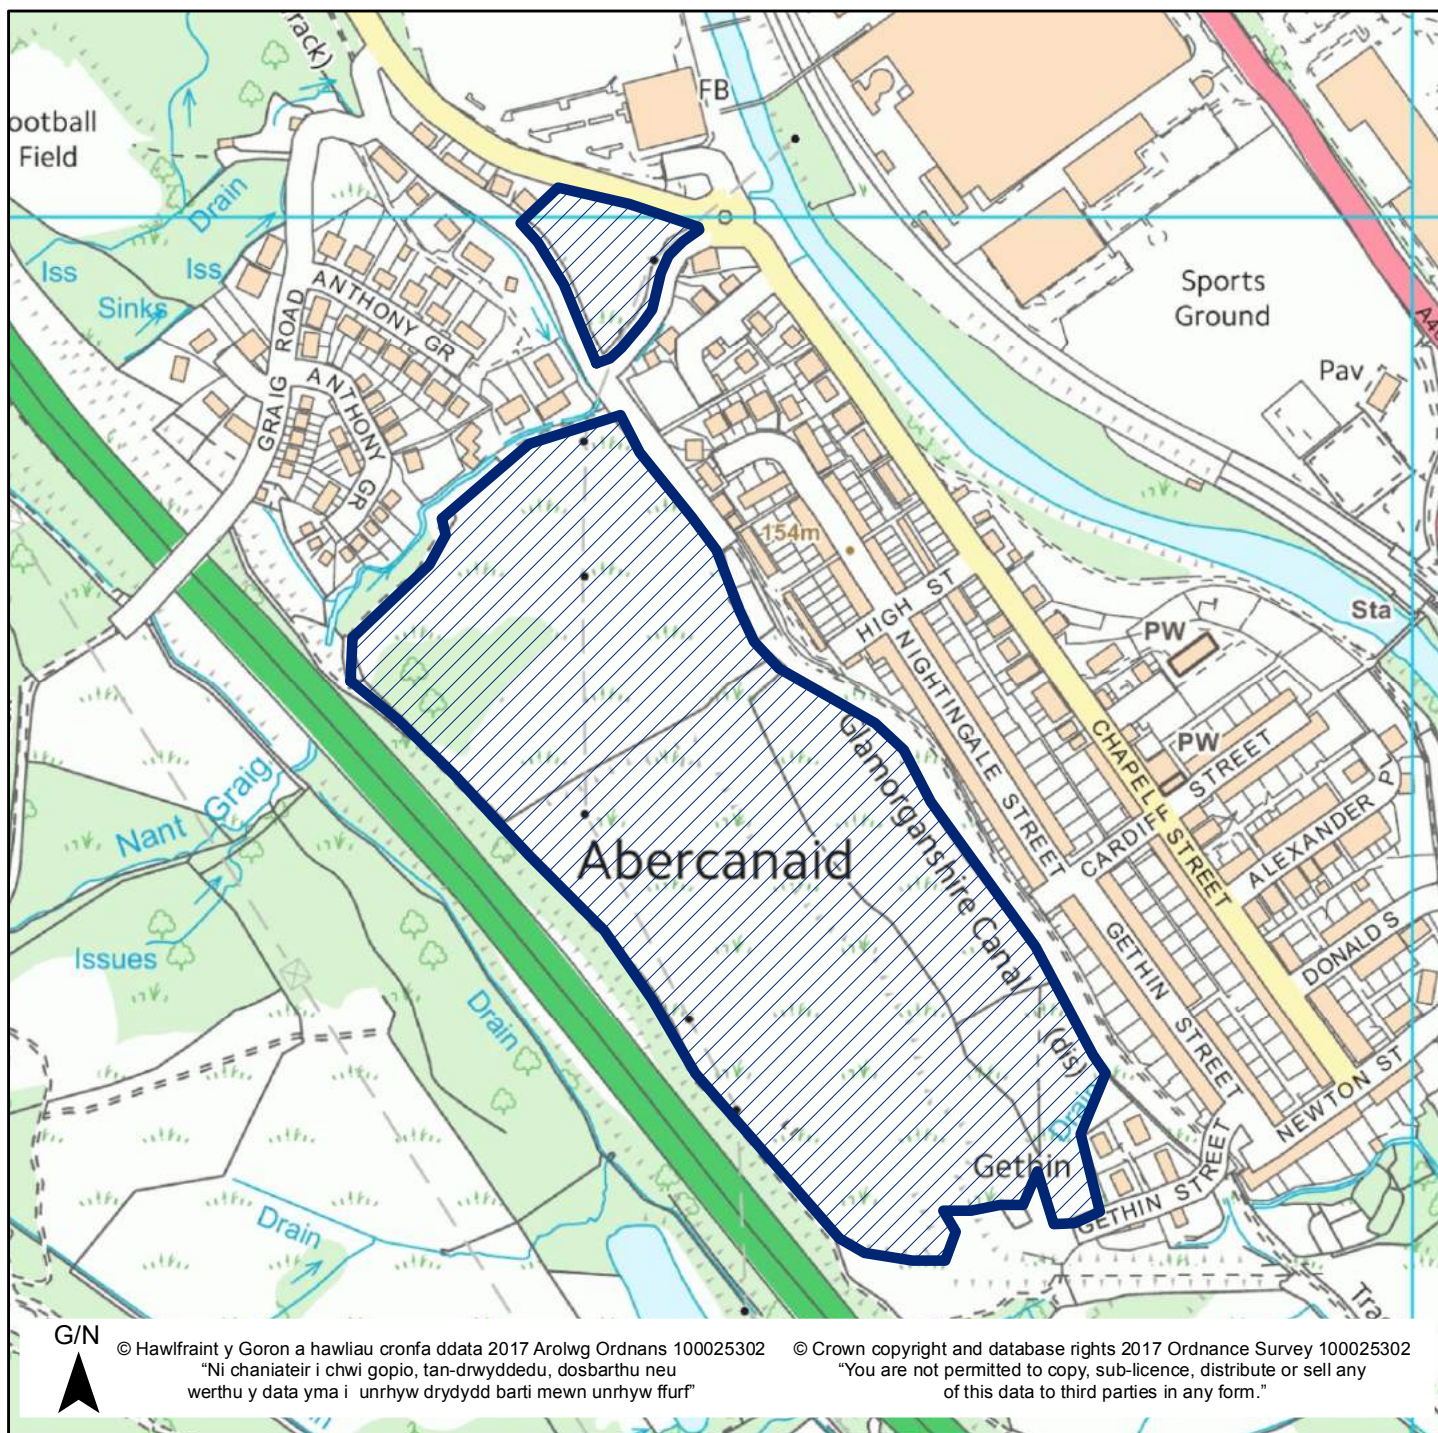 rack)
FB
ootball
Field
Drain
Iss
Iss
Sinks
ANTHONY GR
GRAIG ROAD
ANTHONY GR
Sports
Ground
A4
Pav
154m
HIGH ST
Sta
PW
NIGHTINGALE STREET
PW
CHAPEL STREET
CARDIFF STREET
ALEXANDER PL
Glamorganshire Canal (dis)
Nant Graig
Abercanaid
Issues
Drain
GETHIN STREET
DONALD S
NEWTON ST
Drain
Gethin
GETHIN STREET
Drain
Tra
G/N
© Hawlfraint y Goron a hawliau cronfa ddata 2017 Arolwg Ordnans 100025302
“Ni chaniateir i chwi gopio, tan-drwyddedu, dosbarthu neu
werthu y data yma i unrhyw drydydd barti mewn unrhyw ffurf”
© Crown copyright and database rights 2017 Ordnance Survey 100025302
“You are not permitted to copy, sub-licence, distribute or sell any
of this data to third parties in any form.”